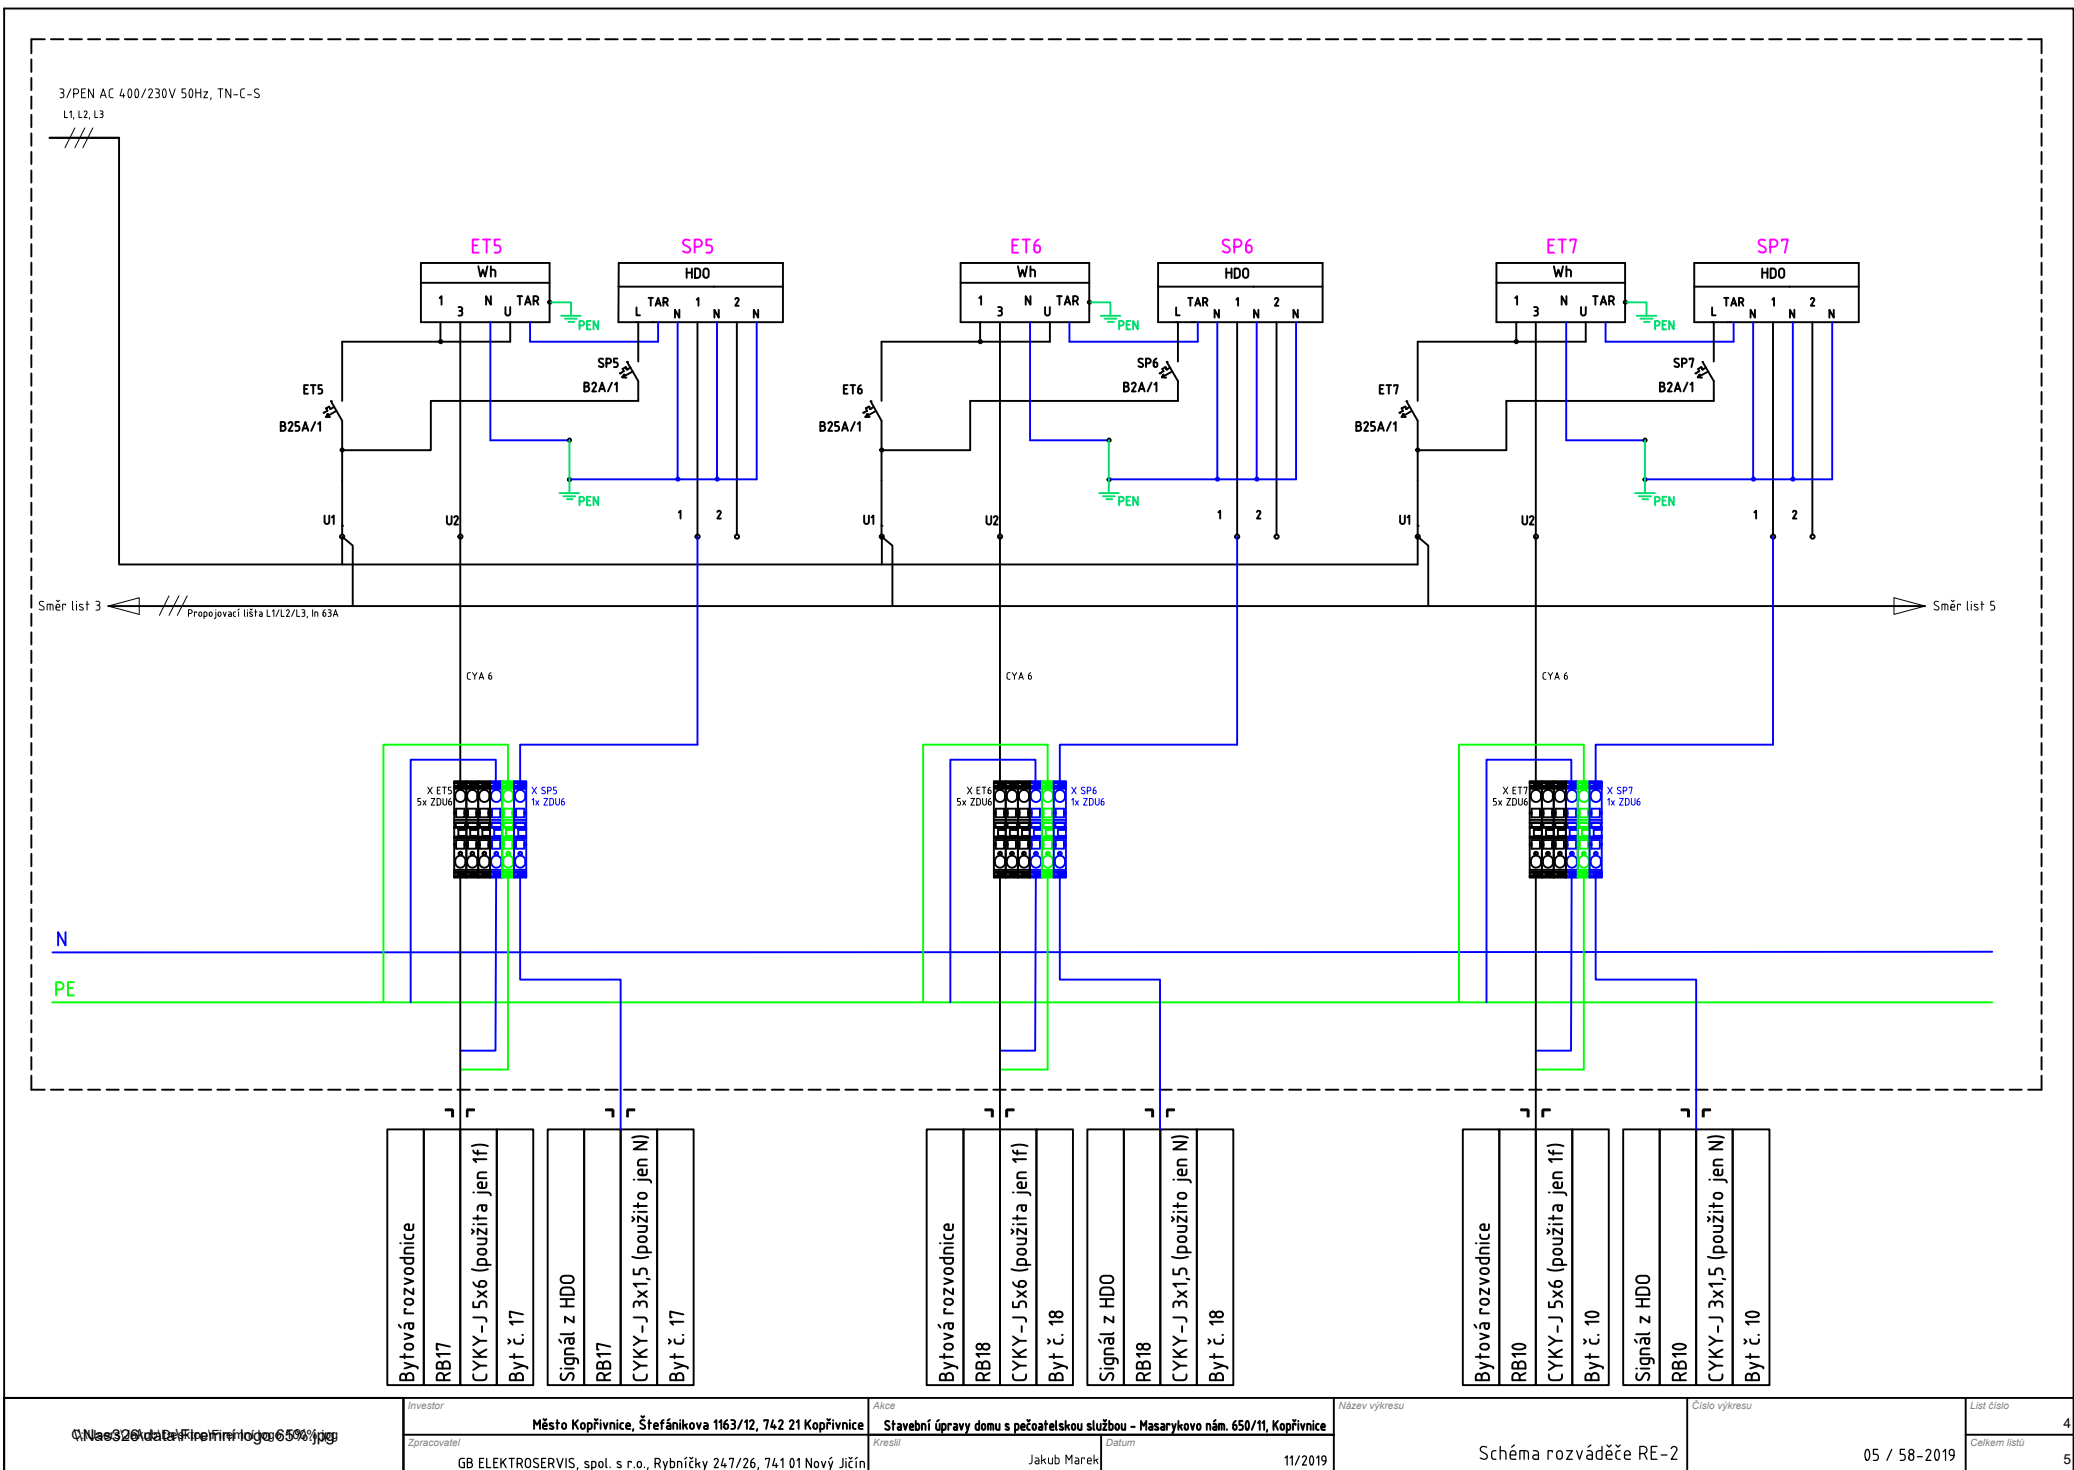 3/PEN AC 400/230V 50Hz, TN-C-S
L1, L2, L3
ET5
SP5
ET6
SP6
ET7
SP7
Wh
HDO
Wh
HDO
Wh
HDO
1 3 N U TAR
L TAR N 1 N 2 N
1 3 N U TAR
L TAR N 1 N 2 N
1 3 N U TAR
L TAR N 1 N 2 N
PEN
PEN
PEN
SP5
B2A/1
SP6
B2A/1
SP7
B2A/1
ET5
B25A/1
ET6
B25A/1
ET7
B25A/1
PEN
PEN
PEN
U1 U2 1 2
U1 U2 1 2
U1 U2 1 2
Směr list 3
Propojovací lišta L1/L2/L3, In 63A
Směr list 5
CYA 6
CYA 6
CYA 6
X ET5
5x ZDU6
X SP5
1x ZDU6
X ET6
5x ZDU6
X SP6
1x ZDU6
X ET7
5x ZDU6
X SP7
1x ZDU6
N
PE
Bytová rozvodnice
RB17
CYKY-J 5x6 (použita jen 1f)
Byt č. 17
Signál z HDO
RB17
CYKY-J 3x1,5 (použito jen N)
Byt č. 17
Bytová rozvodnice
RB18
CYKY-J 5x6 (použita jen 1f)
Byt č. 18
Signál z HDO
RB18
CYKY-J 3x1,5 (použito jen N)
Byt č. 18
Bytová rozvodnice
RB10
CYKY-J 5x6 (použita jen 1f)
Byt č. 10
Signál z HDO
RB10
CYKY-J 3x1,5 (použito jen N)
Byt č. 10
Investor
Město Kopřivnice, Štefánikova 1163/12, 742 21 Kopřivnice
Zpracovatel
GB ELEKTROSERVIS, spol. s r.o., Rybníčky 247/26, 741 01 Nový Jičín
Akce
Stavební úpravy domu s pečoatelskou službou - Masarykovo nám. 650/11, Kopřivnice
Kreslil
Jakub Marek
Datum
11/2019
Název výkresu
Schéma rozváděče RE-2
Číslo výkresu
05 / 58-2019
List číslo
4
Celkem listů
5